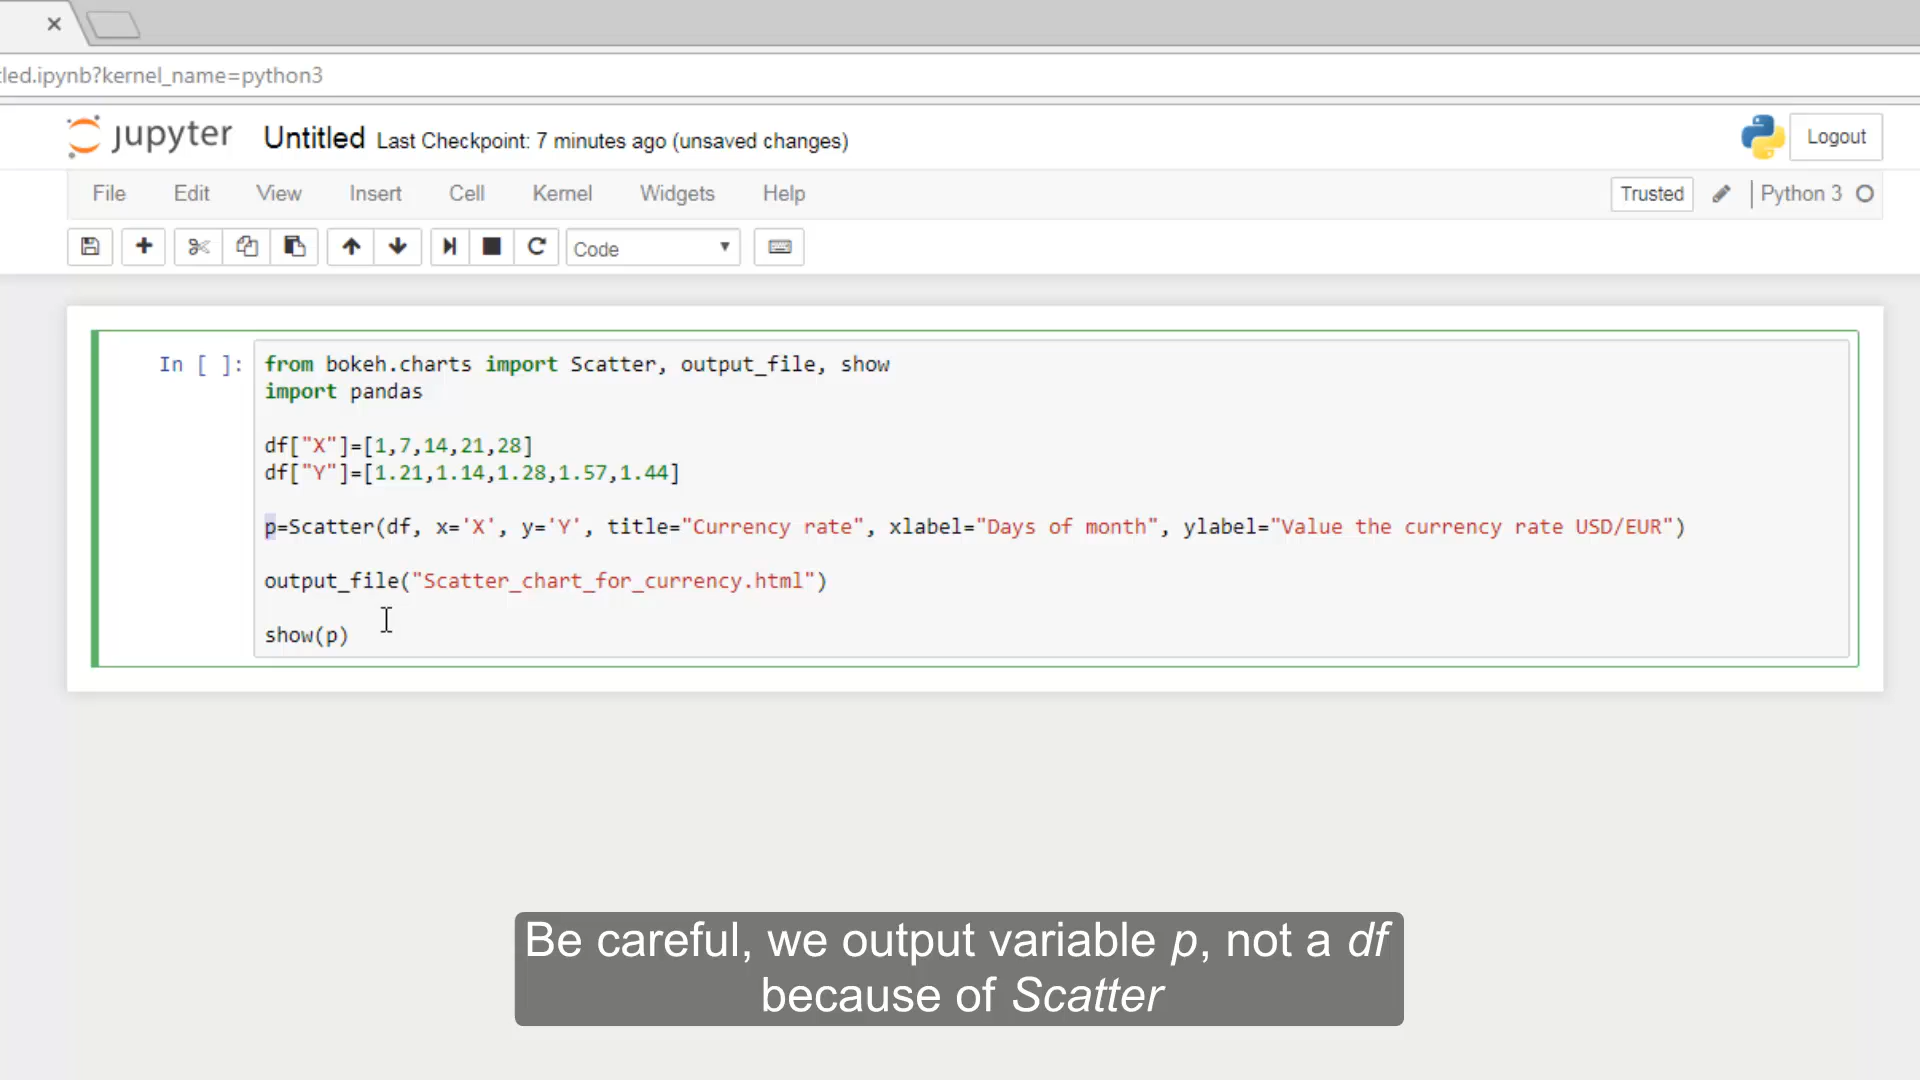 tled.ipynb?kernel_name=python3
jupyter Untitled Last Checkpoint: 7 minutes ago (unsaved changes)
Logout
File Edit View Insert Cell Kernel Widgets Help
Trusted Python 3
Code
In [ ]:
from bokeh.charts import Scatter, output_file, show
import pandas
df["X"]=[1,7,14,21,28]
df["Y"]=[1.21,1.14,1.28,1.57,1.44]
p=Scatter(df, x='X', y='Y', title="Currency rate", xlabel="Days of month", ylabel="Value the currency rate USD/EUR")
output_file("Scatter_chart_for_currency.html")
show(p)
Be careful, we output variable p, not a df
because of Scatter